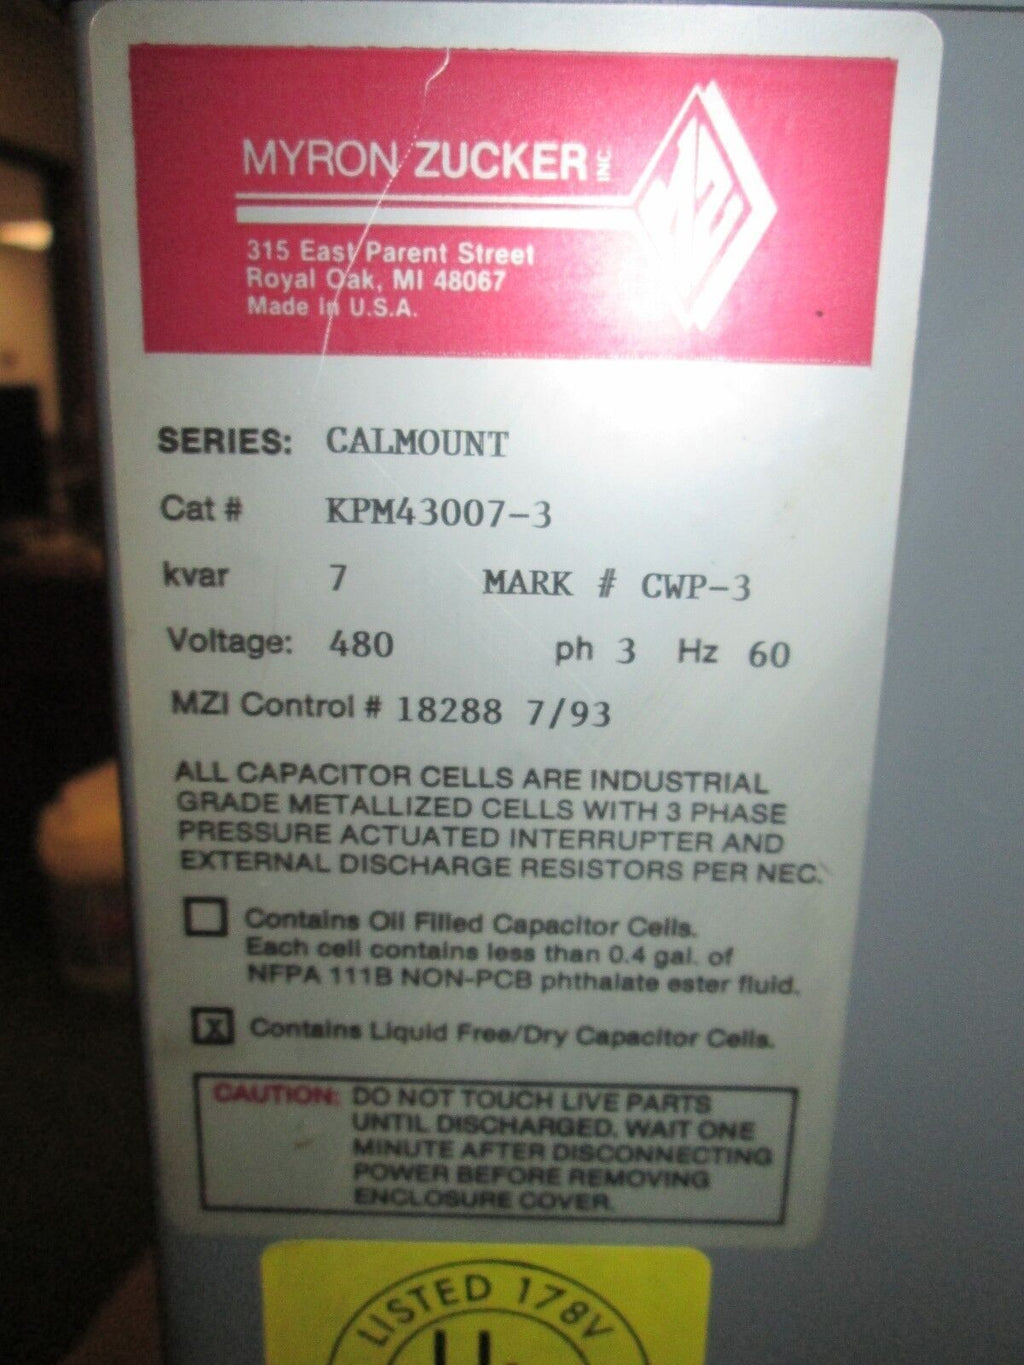 MYRON ZUCKER INC.
315 East Parent Street
Royal Oak, MI 48067
Made in U.S.A.
SERIES: CALMOUNT
Cat # KPM43007-3
kvar 7 MARK # CWP-3
Voltage: 480 ph 3 Hz 60
MZI Control # 18288 7/93
ALL CAPACITOR CELLS ARE INDUSTRIAL
GRADE METALLIZED CELLS WITH 3 PHASE
PRESSURE ACTUATED INTERRUPTER AND
EXTERNAL DISCHARGE RESISTORS PER NEC.
Contains Oil Filled Capacitor Cells.
Each cell contains less than 0.4 gal. of
NFPA 111B NON-PCB phthalate ester fluid.
X Contains Liquid Free/Dry Capacitor Cells.
CAUTION: DO NOT TOUCH LIVE PARTS
UNTIL DISCHARGED. WAIT ONE
MINUTE AFTER DISCONNECTING
POWER BEFORE REMOVING
ENCLOSURE COVER.
LISTED 178V